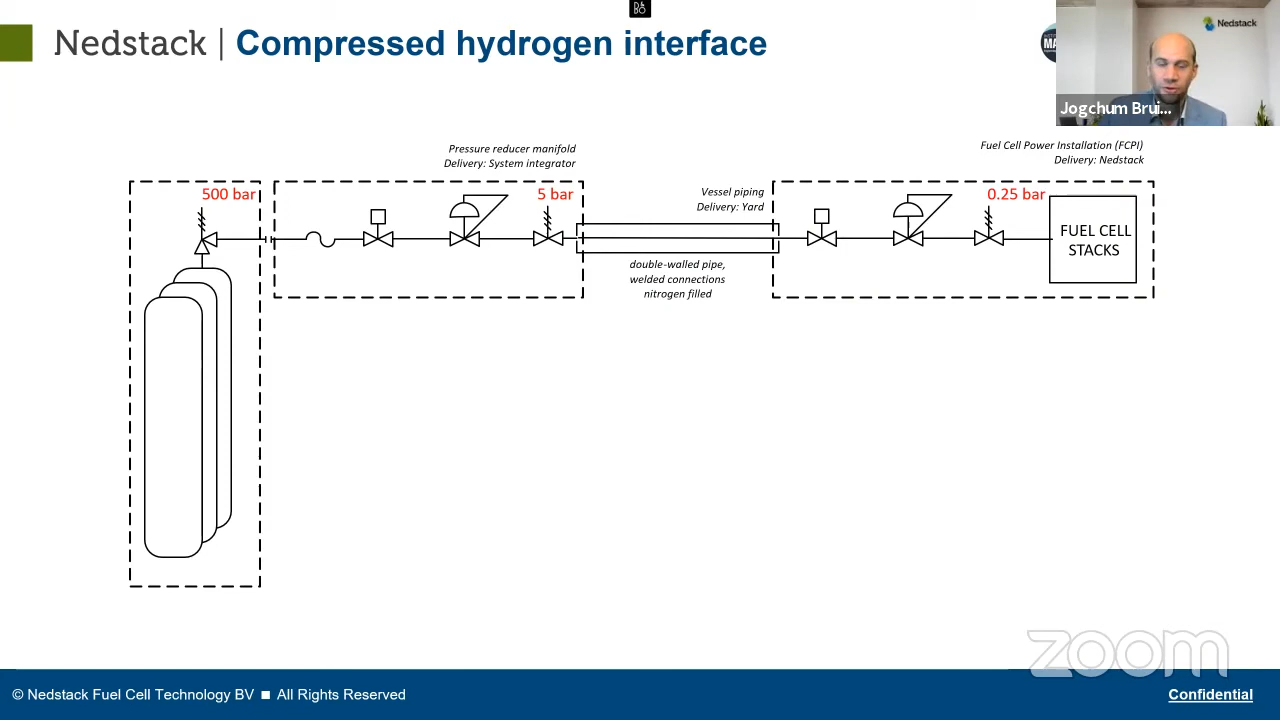 Nedstack | Compressed hydrogen interface
Nedstack
Jogchum Brui...
Pressure reducer manifold
Delivery: System integrator
Fuel Cell Power Installation (FCPI)
Delivery: Nedstack
500 bar
5 bar
Vessel piping
Delivery: Yard
0.25 bar
FUEL CELL
STACKS
double-walled pipe,
welded connections
nitrogen filled
zoom
© Nedstack Fuel Cell Technology BV ■ All Rights Reserved
Confidential